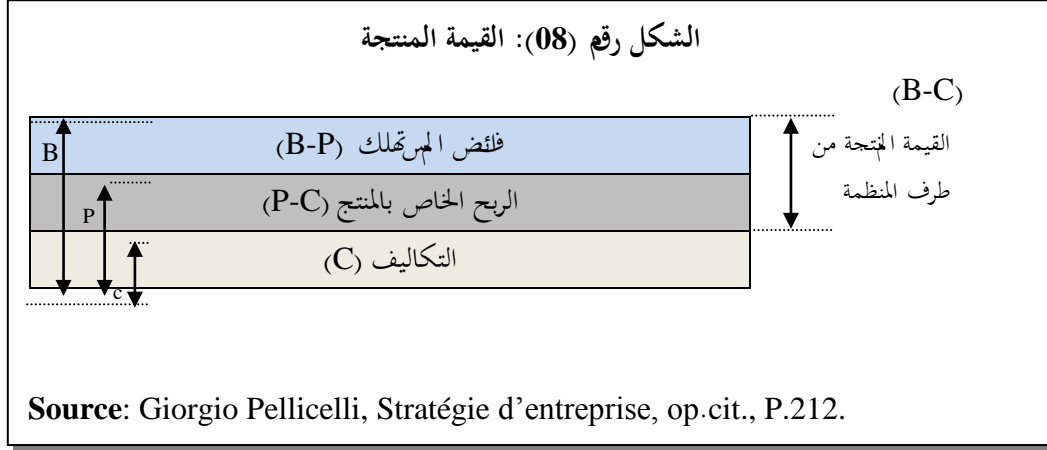 الشكل رقم (08): القيمة المنتجة
(B-C)
القيمة المنتجة من
طرف المنظمة
فائض المستهلك (B-P)
الربح الخاص بالمنتج (P-C)
التكاليف (C)
B
P
c
Source: Giorgio Pellicelli, Stratégie d’entreprise, op.cit., P.212.